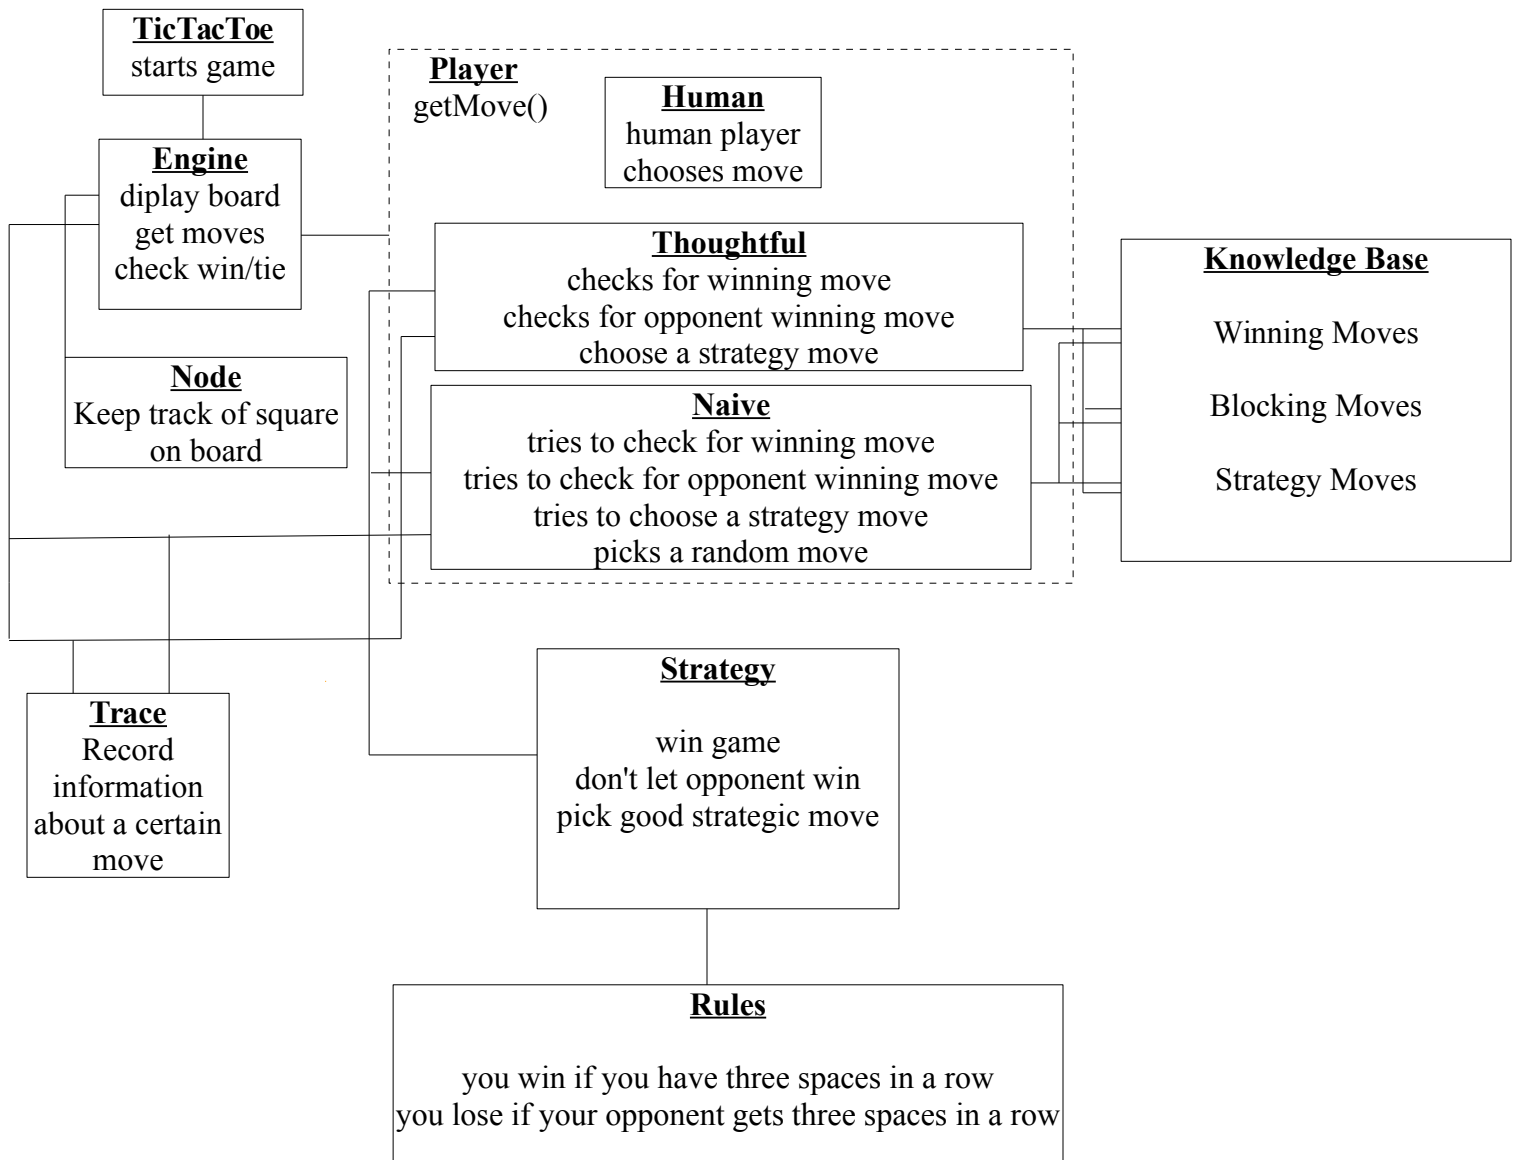 TicTacToe
starts game
Player
getMove()
Human
human player
chooses move
Engine
diplay board
get moves
check win/tie
Thoughtful
checks for winning move
checks for opponent winning move
choose a strategy move
Knowledge Base
Winning Moves
Blocking Moves
Strategy Moves
Node
Keep track of square
on board
Naive
tries to check for winning move
tries to check for opponent winning move
tries to choose a strategy move
picks a random move
Strategy
win game
don't let opponent win
pick good strategic move
Trace
Record
information
about a certain
move
Rules
you win if you have three spaces in a row
you lose if your opponent gets three spaces in a row